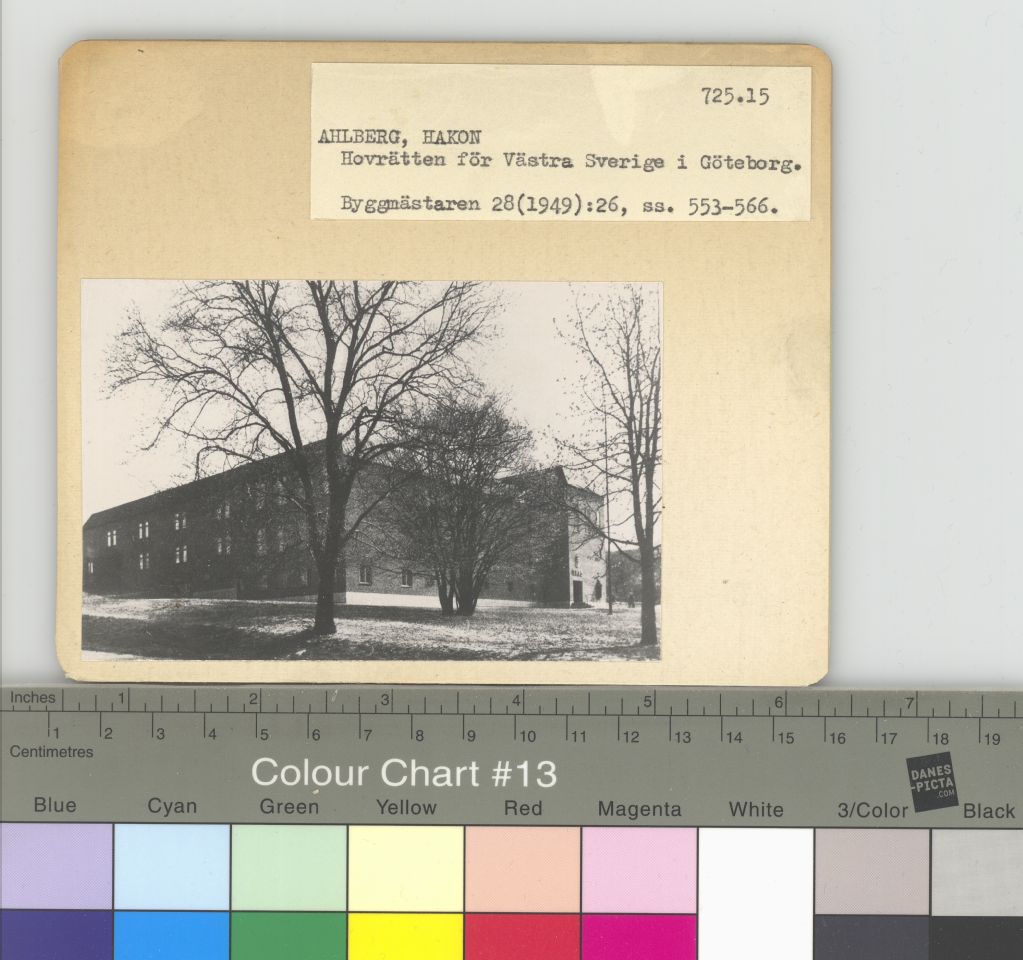 725.15
AHLBERG, HAKON
Hovrätten för Västra Sverige i Göteborg.
Byggmästaren 28(1949):26, ss. 553-566.
Inches 1 2 3 4 5 6 7
1 2 3 4 5 6 7 8 9 10 11 12 13 14 15 16 17 18 19
Centimetres
Colour Chart #13
DANES
-PICTA
.COM
Blue Cyan Green Yellow Red Magenta White 3/Color Black